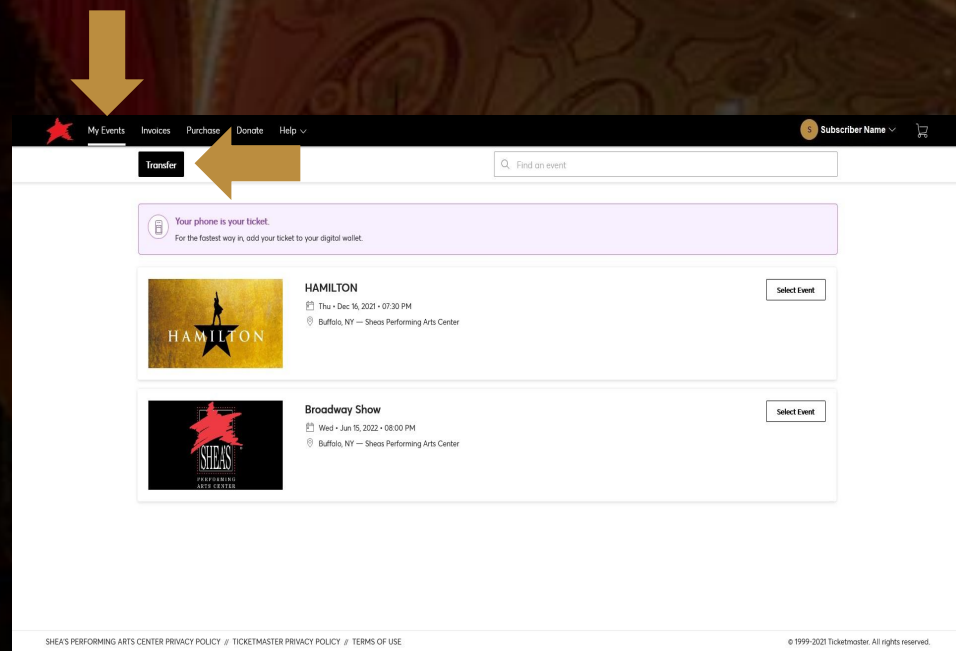 My Events Invoices Purchase Donate Help S Subscriber Name
Transfer
Find an event
Your phone is your ticket.
For the fastest way in, add your ticket to your digital wallet.
HAMILTON
HAMILTON
Thu • Dec 16, 2021 • 07:30 PM
Buffalo, NY — Sheas Performing Arts Center
Select Event
SHEA'S
PERFORMING
ARTS CENTER
Broadway Show
Wed • Jun 15, 2022 • 08:00 PM
Buffalo, NY — Sheas Performing Arts Center
Select Event
SHEA'S PERFORMING ARTS CENTER PRIVACY POLICY // TICKETMASTER PRIVACY POLICY // TERMS OF USE
© 1999-2021 Ticketmaster. All rights reserved.